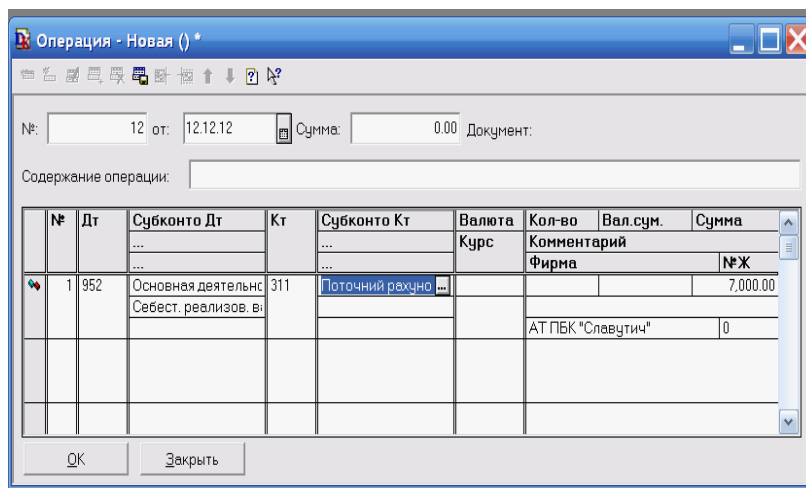 Операция - Новая () *
№: 12 от: 12.12.12 Сумма: 0.00 Документ:
Содержание операции:
№ Дт Субконто Дт Кт Субконто Кт Валюта Кол-во Вал.сум. Сумма
... ... Курс Комментарий
... ... Фирма №Ж
1 952 Основная деятельнс 311 Поточний рахуно ... 7,000.00
Себест. реализов. в
АТ ПБК "Славутич" 0
OK Закрыть